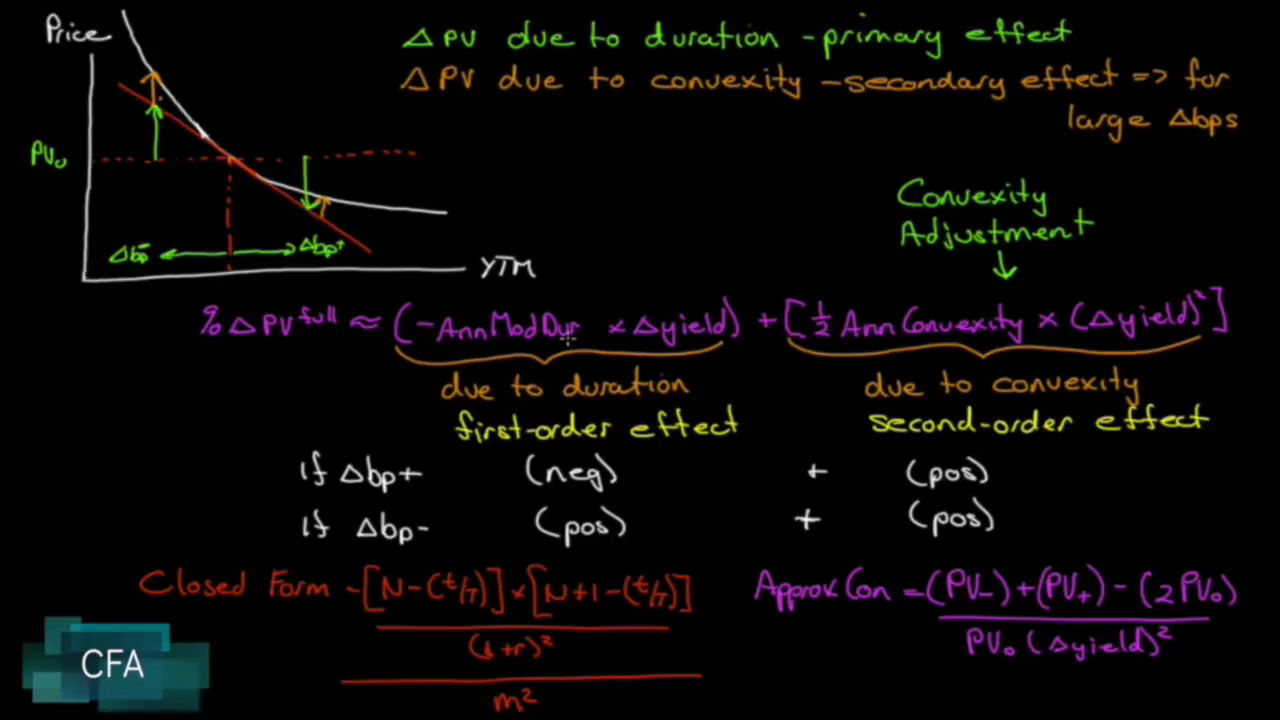 Price
Δ PV due to duration - primary effect
Δ PV due to convexity - secondary effect => for
large Δbps
PV₀
Convexity
Adjustment
Δbp⁻
Δbp⁺
YTM
% Δ PV^full ≈ (- AnnModDur × Δyield) + [½ AnnConvexity × (Δyield)²]
due to duration due to convexity
first-order effect second-order effect
if Δbp+ (neg) + (pos)
if Δbp- (pos) + (pos)
Closed Form - [N-(t/T)] × [N+1-(t/T)]
(1+r)²
m²
Approx Con = (PV₋)+(PV₊) - (2PV₀)
PV₀ (Δyield)²
CFA